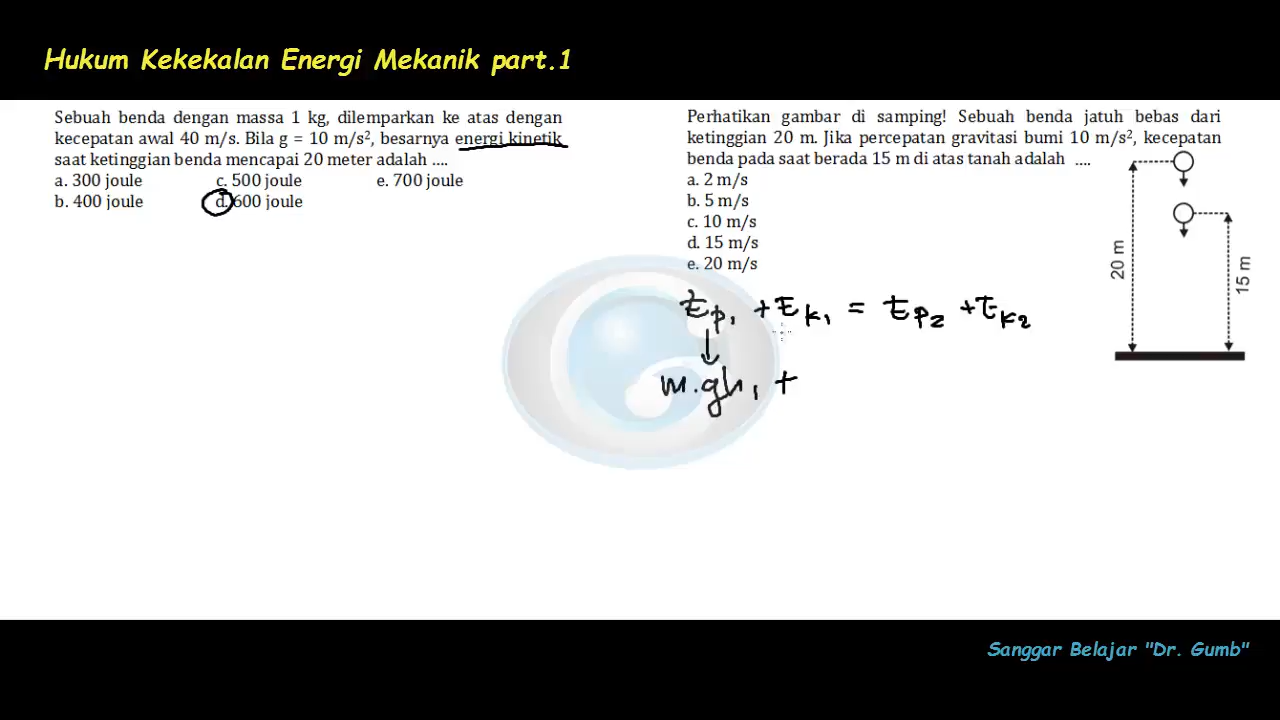 Hukum Kekekalan Energi Mekanik part.1
Sebuah benda dengan massa 1 kg, dilemparkan ke atas dengan
kecepatan awal 40 m/s. Bila g = 10 m/s², besarnya energi kinetik
saat ketinggian benda mencapai 20 meter adalah ....
a. 300 joule c. 500 joule e. 700 joule
b. 400 joule d. 600 joule
Perhatikan gambar di samping! Sebuah benda jatuh bebas dari
ketinggian 20 m. Jika percepatan gravitasi bumi 10 m/s², kecepatan
benda pada saat berada 15 m di atas tanah adalah ....
a. 2 m/s
b. 5 m/s
c. 10 m/s
d. 15 m/s
e. 20 m/s
20 m
15 m
Ep₁ + Ek₁ = Ep₂ + Ek₂
m.gh₁ +
Sanggar Belajar "Dr. Gumb"